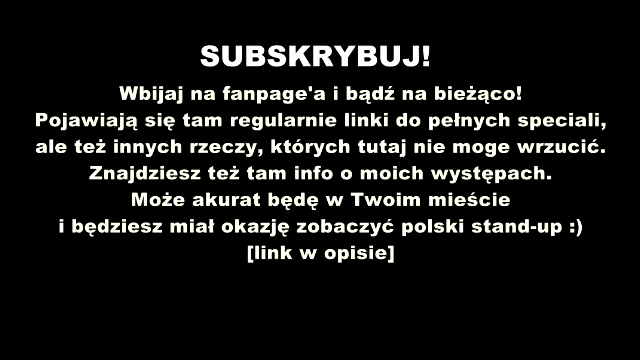 SUBSKRYBUJ!
Wbijaj na fanpage'a i bądź na bieżąco!
Pojawiają się tam regularnie linki do pełnych speciali,
ale też innych rzeczy, których tutaj nie moge wrzucić.
Znajdziesz też tam info o moich występach.
Może akurat będę w Twoim mieście
i będziesz miał okazję zobaczyć polski stand-up :)
[link w opisie]